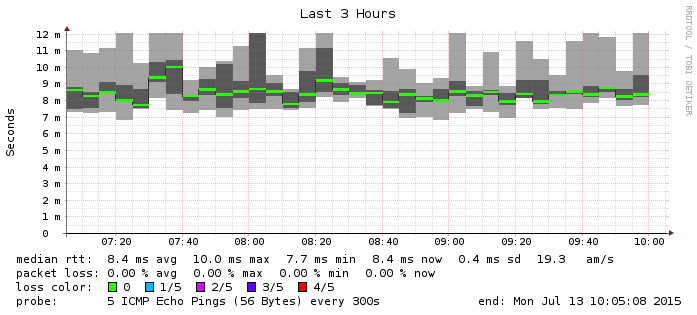 Last 3 Hours
RRDTOOL / TOBI OETIKER
Seconds
12 m
11 m
10 m
9 m
8 m
7 m
6 m
5 m
4 m
3 m
2 m
1 m
0
07:20 07:40 08:00 08:20 08:40 09:00 09:20 09:40 10:00
median rtt: 8.4 ms avg 10.0 ms max 7.7 ms min 8.4 ms now 0.4 ms sd 19.3 am/s
packet loss: 0.00 % avg 0.00 % max 0.00 % min 0.00 % now
loss color: 0 1/5 2/5 3/5 4/5
probe: 5 ICMP Echo Pings (56 Bytes) every 300s end: Mon Jul 13 10:05:08 2015